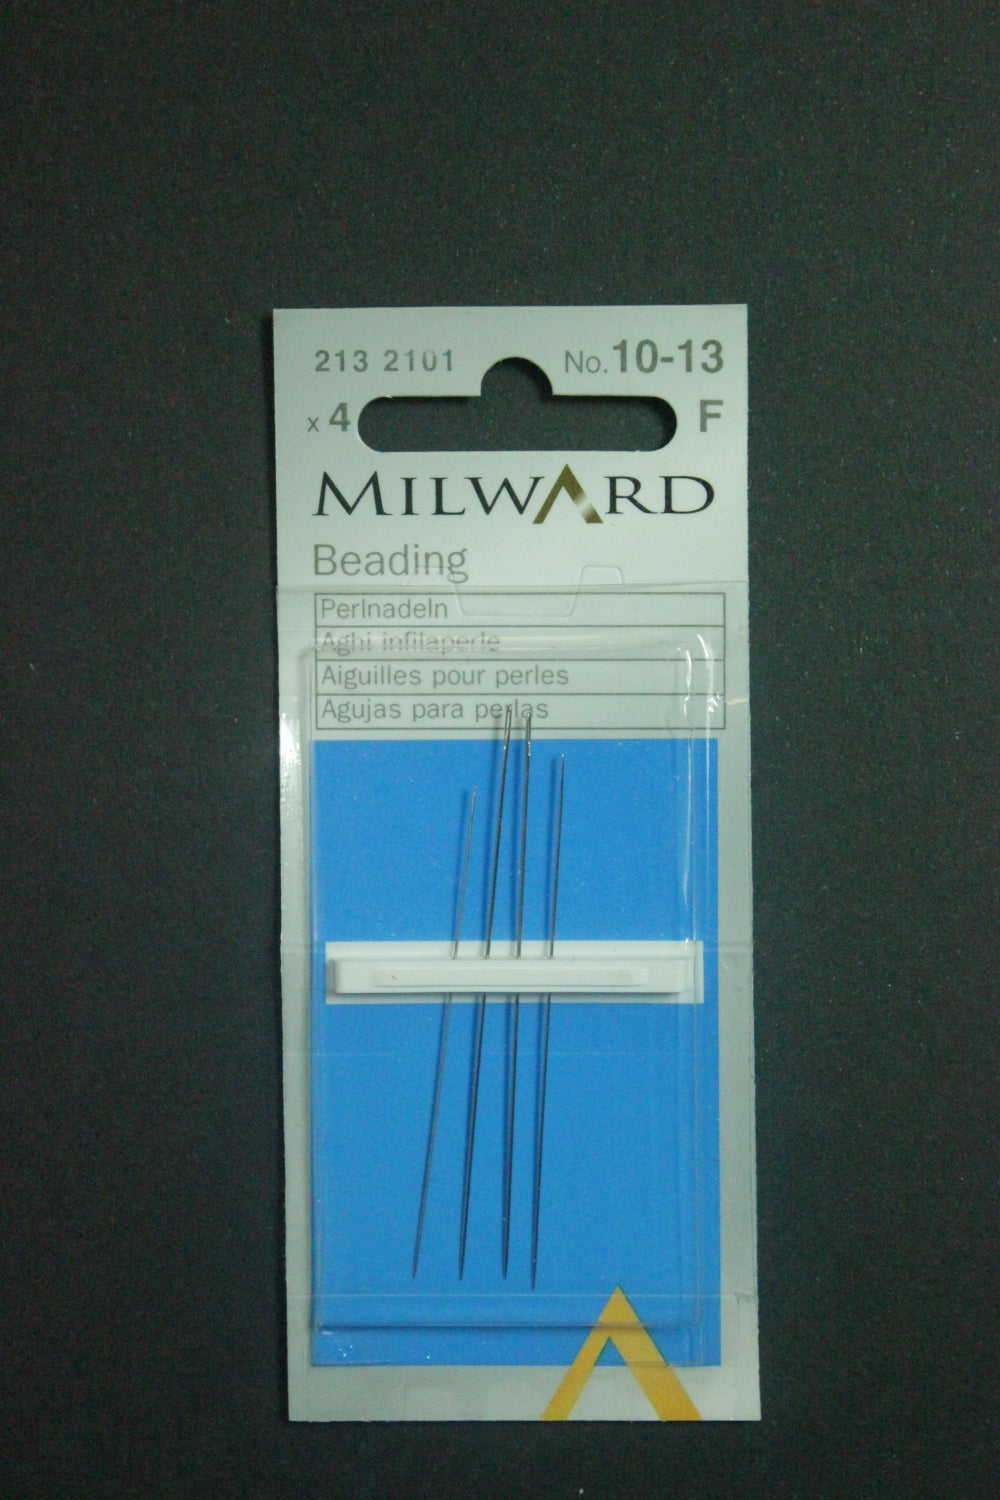 213 2101 No. 10-13
x 4 F
MILWARD
Beading
Perlnadeln
Aghi infilaperle
Aiguilles pour perles
Agujas para perlas